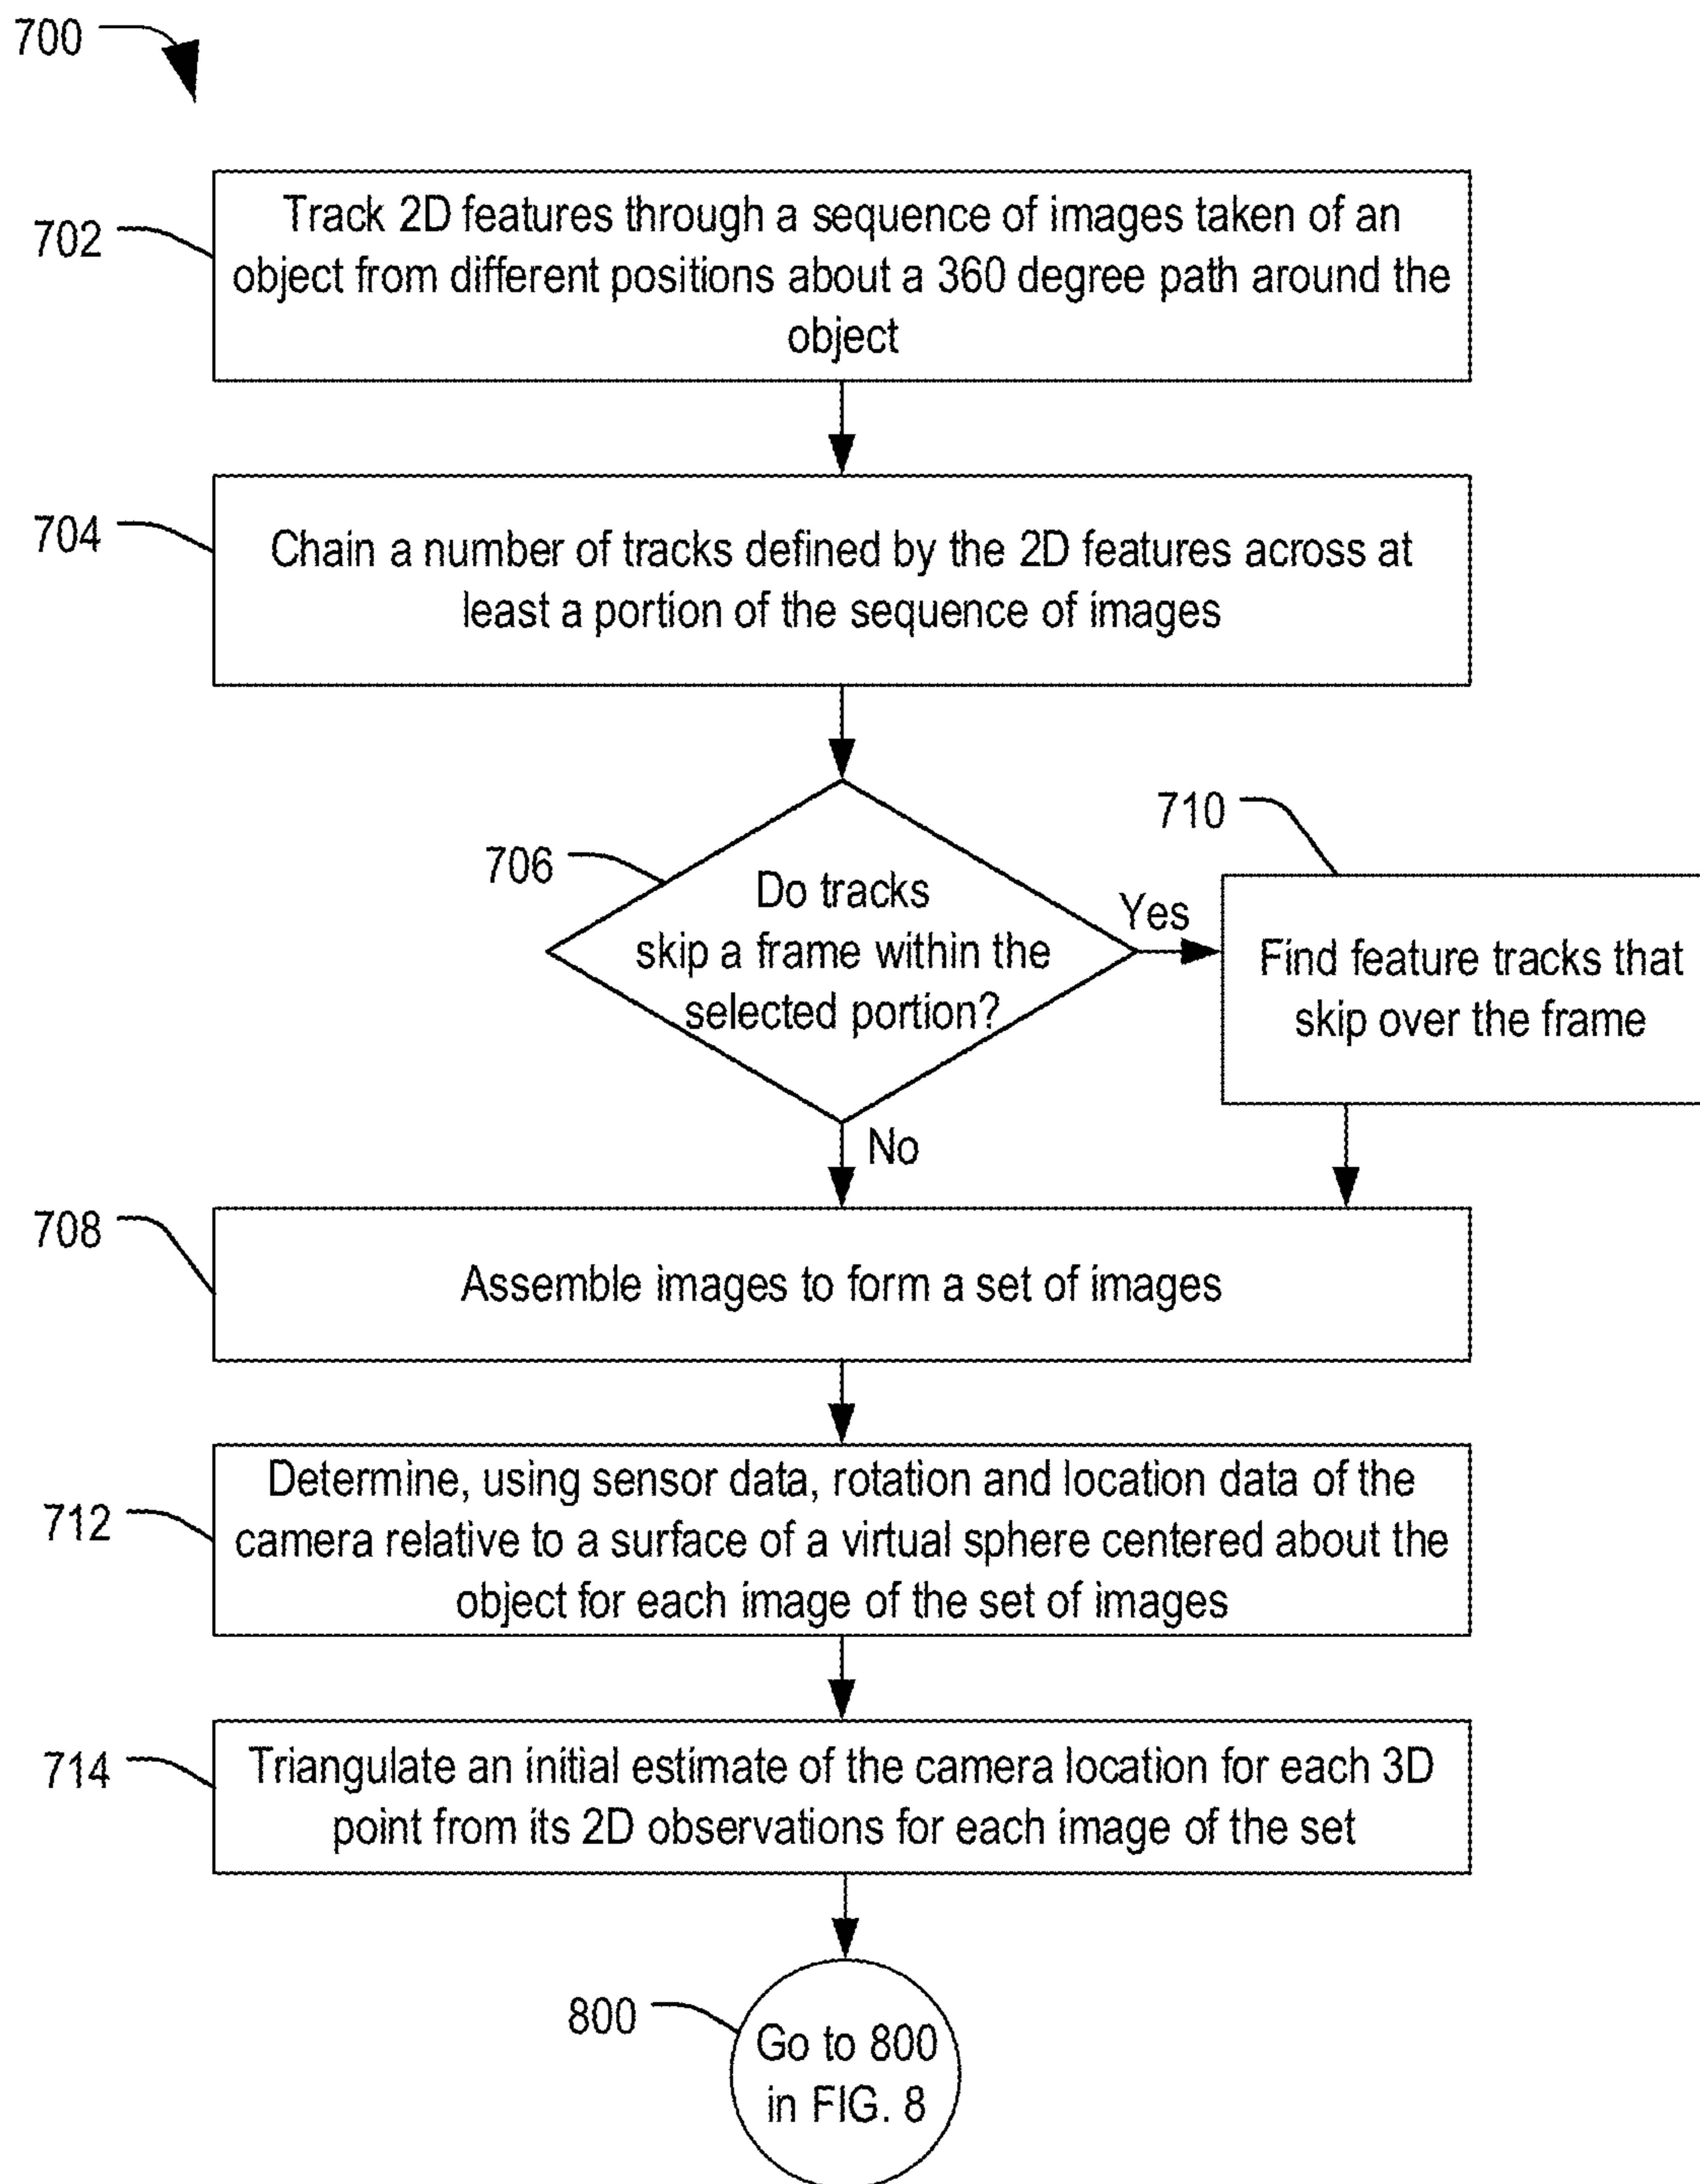 700
702
Track 2D features through a sequence of images taken of an
object from different positions about a 360 degree path around the
object
704
Chain a number of tracks defined by the 2D features across at
least a portion of the sequence of images
706
Do tracks
skip a frame within the
selected portion?
Yes
710
Find feature tracks that
skip over the frame
No
708
Assemble images to form a set of images
712
Determine, using sensor data, rotation and location data of the
camera relative to a surface of a virtual sphere centered about the
object for each image of the set of images
714
Triangulate an initial estimate of the camera location for each 3D
point from its 2D observations for each image of the set
800
Go to 800
in FIG. 8